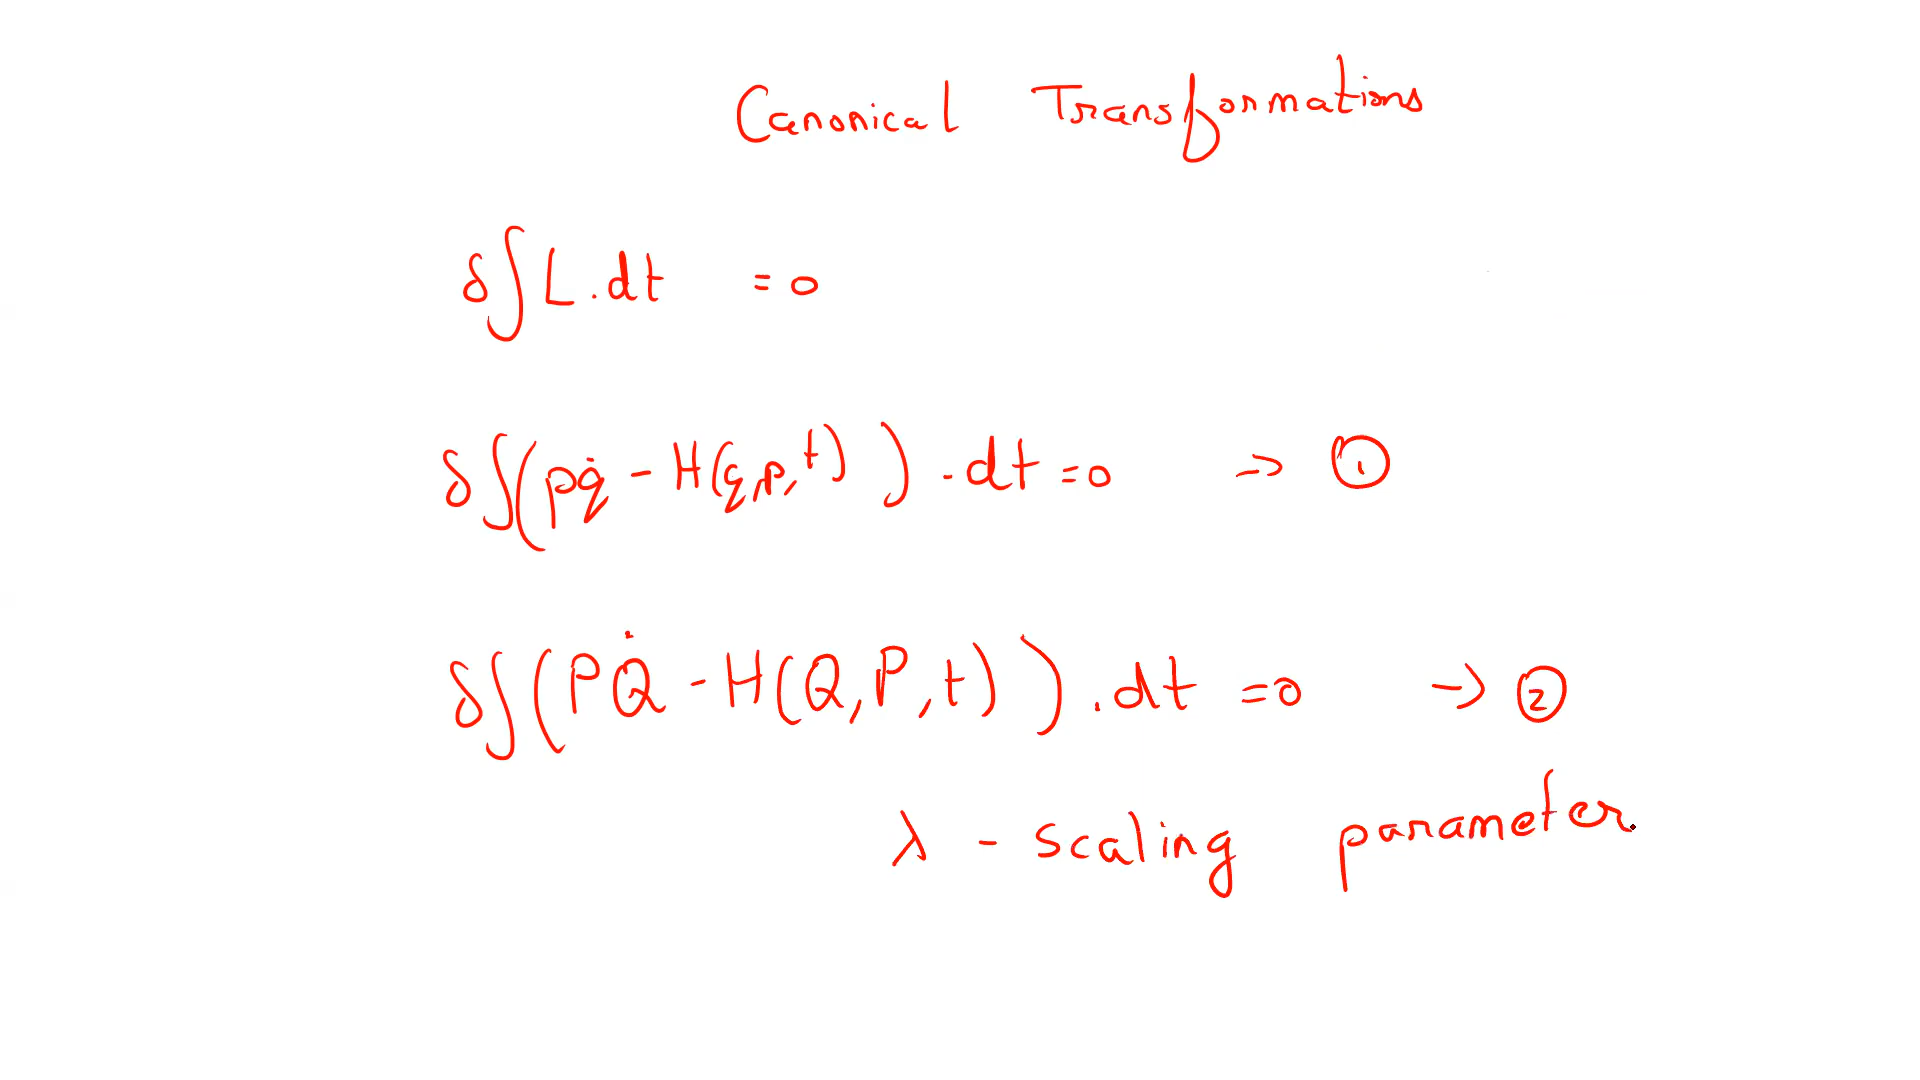 Canonical Transformations
δ∫L.dt = 0
δ∫(pq̇ - H(q,p,t)).dt = 0 → ①
δ∫(PQ̇ - H(Q,P,t)).dt = 0 → ②
λ - scaling parameter